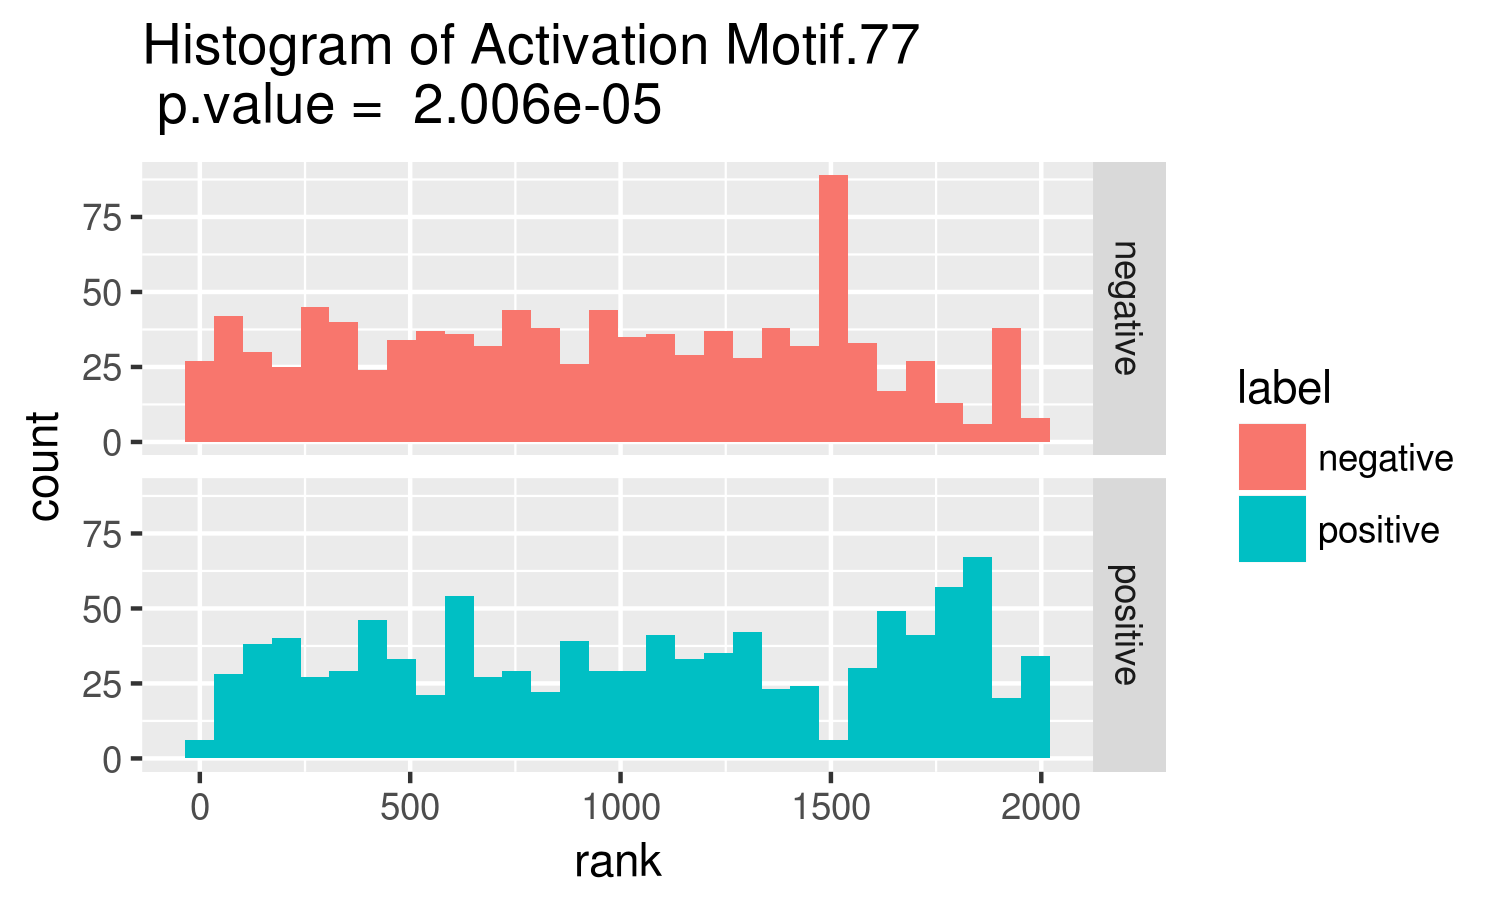 Histogram of Activation Motif.77
p.value =  2.006e-05
count
75
50
25
0
negative
75
50
25
0
positive
0 500 1000 1500 2000
rank
label
negative
positive